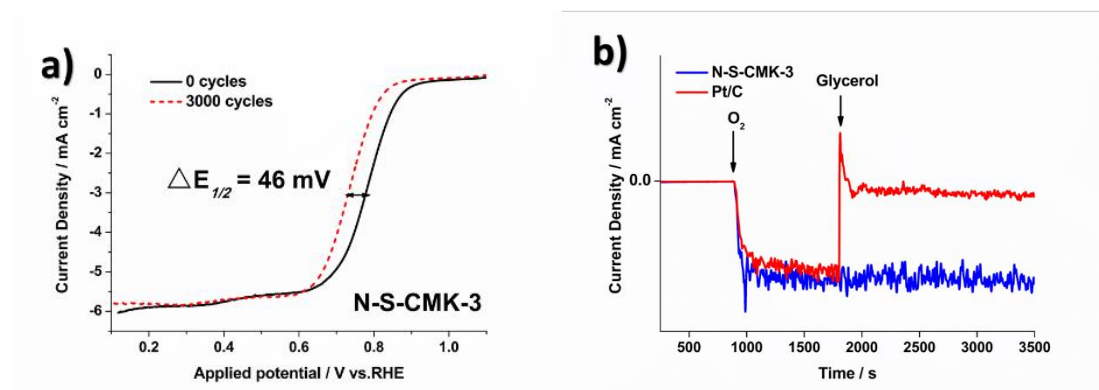 a)
0 cycles
3000 cycles
△E1/2 = 46 mV
N-S-CMK-3
Current Density / mA cm-2
0
-1
-2
-3
-4
-5
-6
0.2 0.4 0.6 0.8 1.0
Applied potential / V vs.RHE
b)
N-S-CMK-3
Pt/C
O2
Glycerol
Current Density / mA cm-2
0.0
500 1000 1500 2000 2500 3000 3500
Time / s